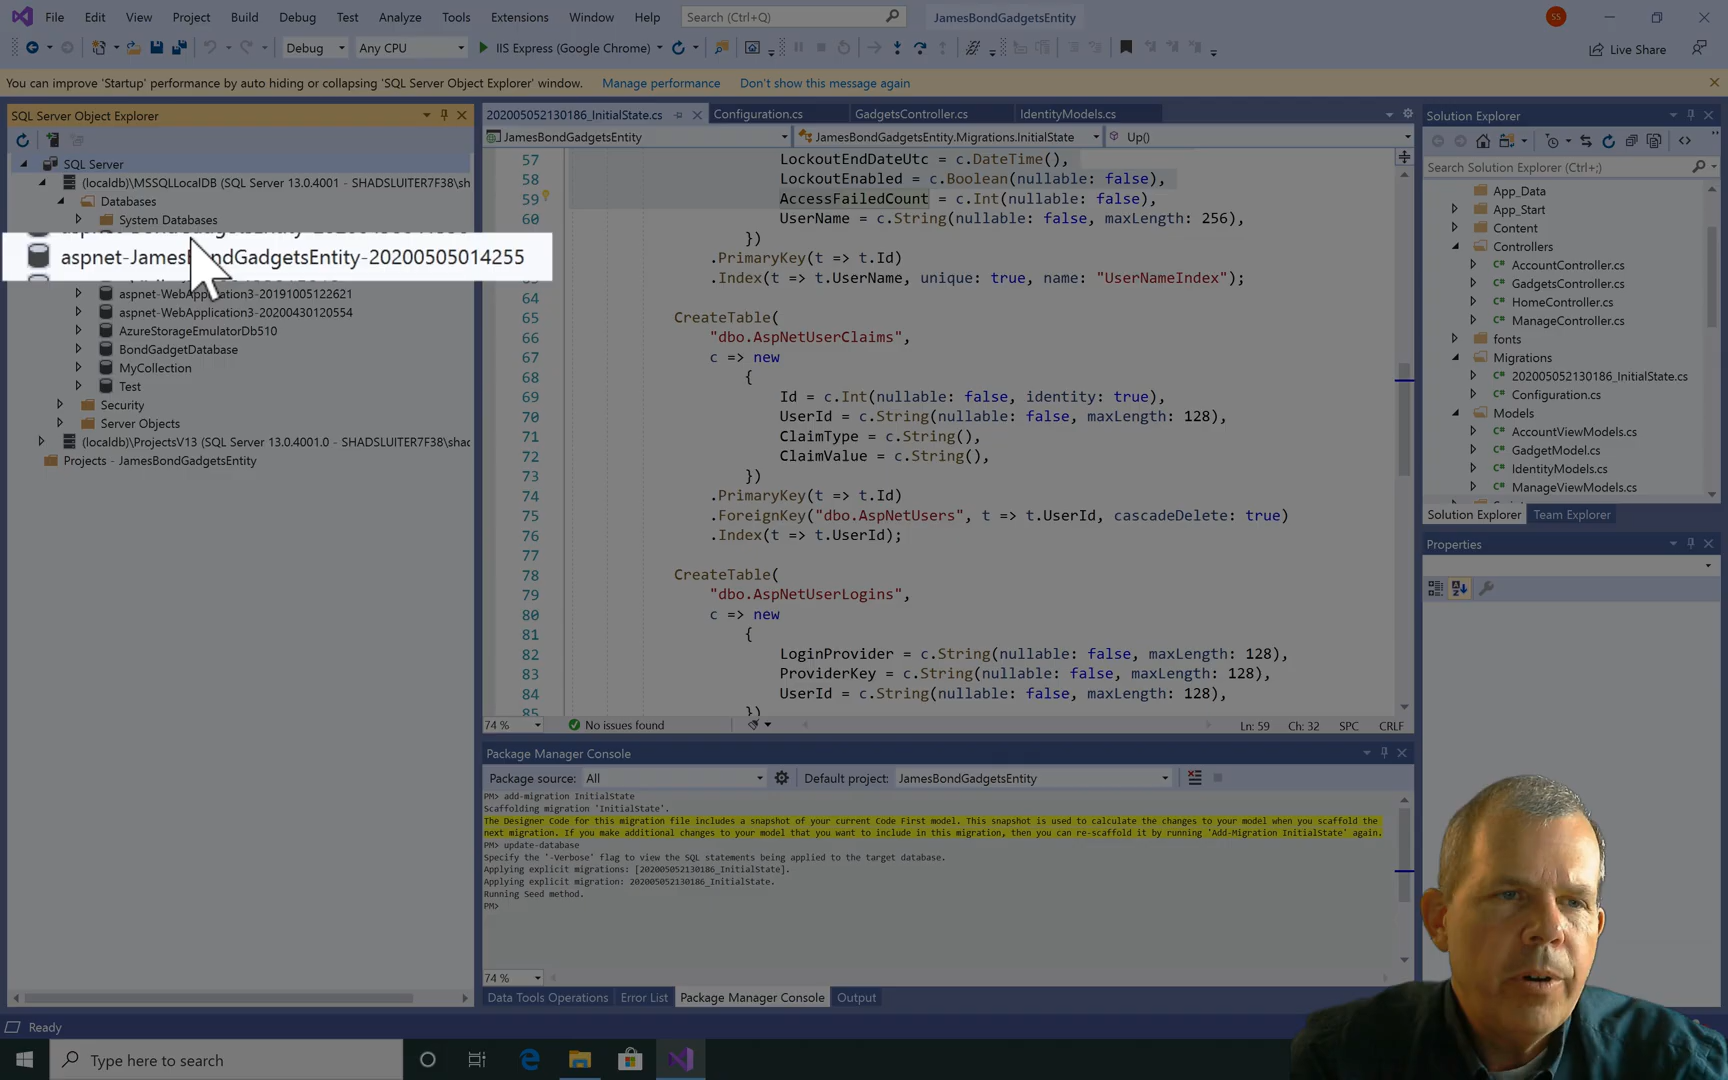 File Edit View Project Build Debug Test Analyze Tools Extensions Window Help Search (Ctrl+Q) JamesBondGadgetsEntity SS
Debug Any CPU IIS Express (Google Chrome) Live Share
You can improve 'Startup' performance by auto hiding or collapsing 'SQL Server Object Explorer' window. Manage performance Don't show this message again
SQL Server Object Explorer
SQL Server
(localdb)\MSSQLLocalDB (SQL Server 13.0.4001 - SHADSLUITER7F38\sh
Databases
System Databases
aspnet-JamesBondGadgetsEntity-20200505014255
aspnet-WebApplication3-20191005122621
aspnet-WebApplication3-20200430120554
AzureStorageEmulatorDb510
BondGadgetDatabase
MyCollection
Test
Security
Server Objects
(localdb)\ProjectsV13 (SQL Server 13.0.4001.0 - SHADSLUITER7F38\shad
Projects - JamesBondGadgetsEntity
202005052130186_InitialState.cs Configuration.cs GadgetsController.cs IdentityModels.cs
JamesBondGadgetsEntity JamesBondGadgetsEntity.Migrations.InitialState Up()
57 LockoutEndDateUtc = c.DateTime(),
58 LockoutEnabled = c.Boolean(nullable: false),
59 AccessFailedCount = c.Int(nullable: false),
60 UserName = c.String(nullable: false, maxLength: 256),
})
.PrimaryKey(t => t.Id)
.Index(t => t.UserName, unique: true, name: "UserNameIndex");
64
65 CreateTable(
66 "dbo.AspNetUserClaims",
67 c => new
68 {
69 Id = c.Int(nullable: false, identity: true),
70 UserId = c.String(nullable: false, maxLength: 128),
71 ClaimType = c.String(),
72 ClaimValue = c.String(),
73 })
74 .PrimaryKey(t => t.Id)
75 .ForeignKey("dbo.AspNetUsers", t => t.UserId, cascadeDelete: true)
76 .Index(t => t.UserId);
77
78 CreateTable(
79 "dbo.AspNetUserLogins",
80 c => new
81 {
82 LoginProvider = c.String(nullable: false, maxLength: 128),
83 ProviderKey = c.String(nullable: false, maxLength: 128),
84 UserId = c.String(nullable: false, maxLength: 128),
85 })
74 % No issues found Ln: 59 Ch: 32 SPC CRLF
Package Manager Console
Package source: All Default project: JamesBondGadgetsEntity
PM> add-migration InitialState
Scaffolding migration 'InitialState'.
The Designer Code for this migration file includes a snapshot of your current Code First model. This snapshot is used to calculate the changes to your model when you scaffold the
next migration. If you make additional changes to your model that you want to include in this migration, then you can re-scaffold it by running 'Add-Migration InitialState' again.
PM> update-database
Specify the '-Verbose' flag to view the SQL statements being applied to the target database.
Applying explicit migrations: [202005052130186_InitialState].
Applying explicit migration: 202005052130186_InitialState.
Running Seed method.
PM>
74 %
Data Tools Operations Error List Package Manager Console Output
Solution Explorer
Search Solution Explorer (Ctrl+;)
App_Data
App_Start
Content
Controllers
C# AccountController.cs
C# GadgetsController.cs
C# HomeController.cs
C# ManageController.cs
fonts
Migrations
C# 202005052130186_InitialState.cs
C# Configuration.cs
Models
C# AccountViewModels.cs
C# GadgetModel.cs
C# IdentityModels.cs
C# ManageViewModels.cs
Solution Explorer Team Explorer
Properties
Ready
Type here to search